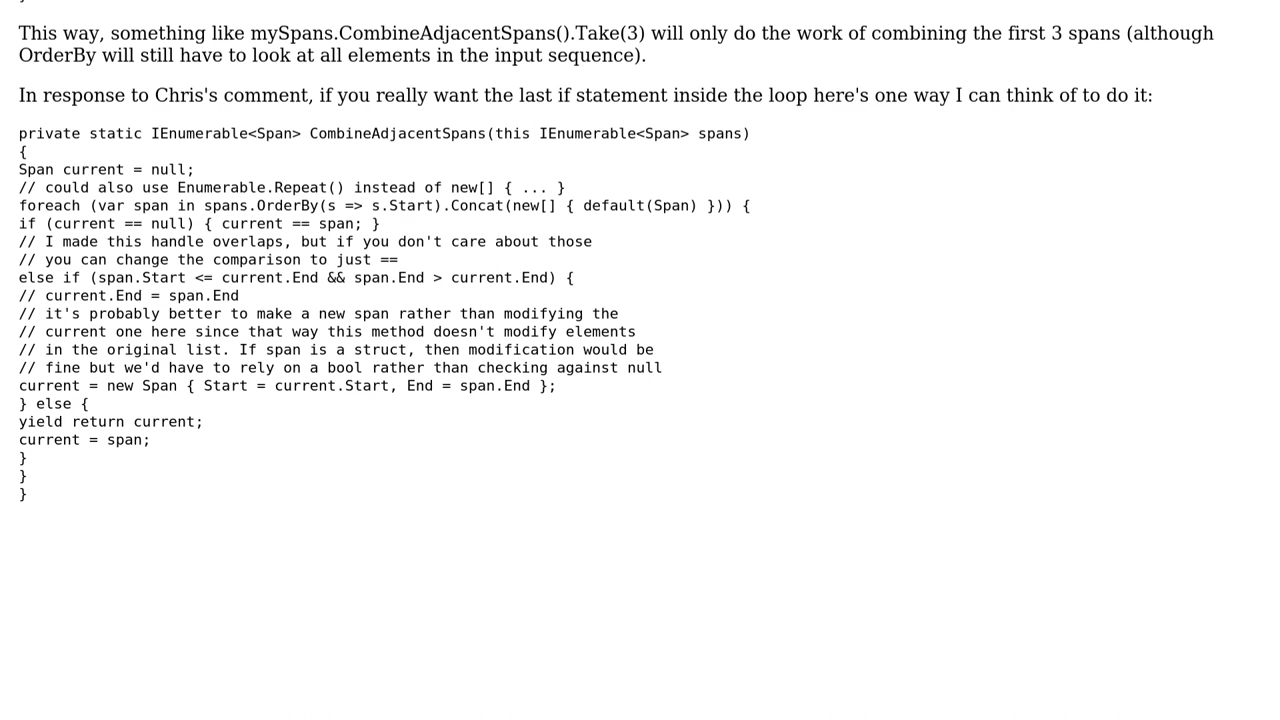 This way, something like mySpans.CombineAdjacentSpans().Take(3) will only do the work of combining the first 3 spans (although
OrderBy will still have to look at all elements in the input sequence).
In response to Chris's comment, if you really want the last if statement inside the loop here's one way I can think of to do it:
private static IEnumerable<Span> CombineAdjacentSpans(this IEnumerable<Span> spans)
{
Span current = null;
// could also use Enumerable.Repeat() instead of new[] { ... }
foreach (var span in spans.OrderBy(s => s.Start).Concat(new[] { default(Span) })) {
if (current == null) { current == span; }
// I made this handle overlaps, but if you don't care about those
// you can change the comparison to just ==
else if (span.Start <= current.End && span.End > current.End) {
// current.End = span.End
// it's probably better to make a new span rather than modifying the
// current one here since that way this method doesn't modify elements
// in the original list. If span is a struct, then modification would be
// fine but we'd have to rely on a bool rather than checking against null
current = new Span { Start = current.Start, End = span.End };
} else {
yield return current;
current = span;
}
}
}